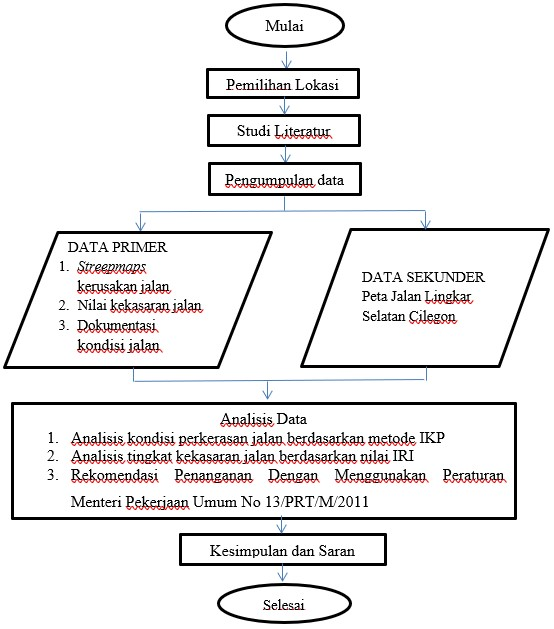 Mulai
Pemilihan Lokasi
Studi Literatur
Pengumpulan data
DATA PRIMER
1. Streepmaps
kerusakan jalan
2. Nilai kekasaran jalan
3. Dokumentasi
kondisi jalan
DATA SEKUNDER
Peta Jalan Lingkar
Selatan Cilegon
Analisis Data
1. Analisis kondisi perkerasan jalan berdasarkan metode IKP
2. Analisis tingkat kekasaran jalan berdasarkan nilai IRI
3. Rekomendasi Penanganan Dengan Menggunakan Peraturan
Menteri Pekerjaan Umum No 13/PRT/M/2011
Kesimpulan dan Saran
Selesai